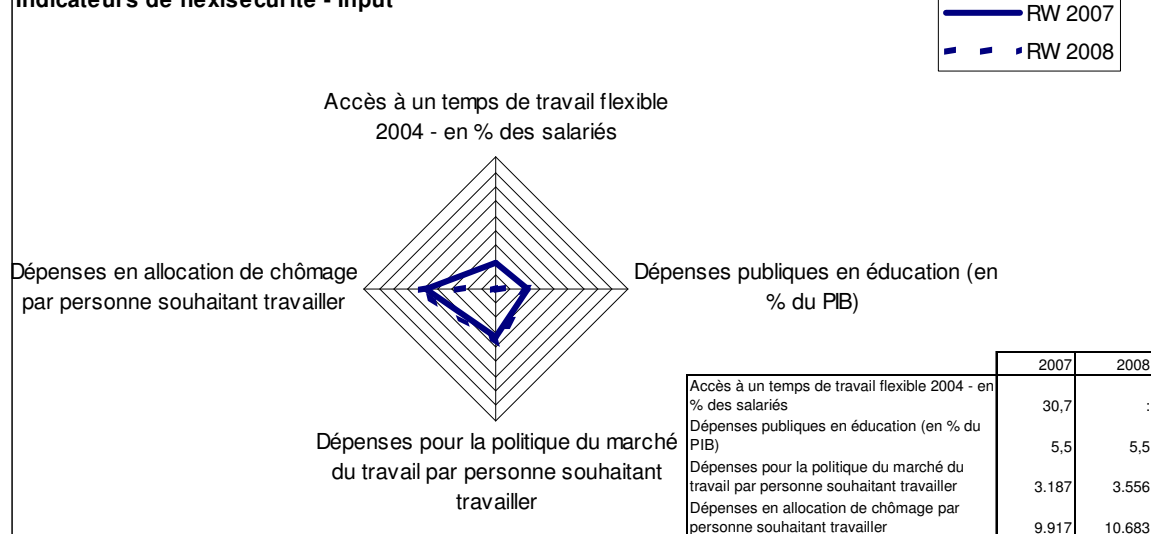 Indicateurs de flexisécurité - Input
RW 2007
RW 2008
Accès à un temps de travail flexible
2004 - en % des salariés
Dépenses en allocation de chômage
par personne souhaitant travailler
Dépenses publiques en éducation (en
% du PIB)
Dépenses pour la politique du marché
du travail par personne souhaitant
travailler
2007 2008
Accès à un temps de travail flexible 2004 - en
% des salariés 30,7 :
Dépenses publiques en éducation (en % du
PIB) 5,5 5,5
Dépenses pour la politique du marché du
travail par personne souhaitant travailler 3.187 3.556
Dépenses en allocation de chômage par
personne souhaitant travailler 9.917 10.683